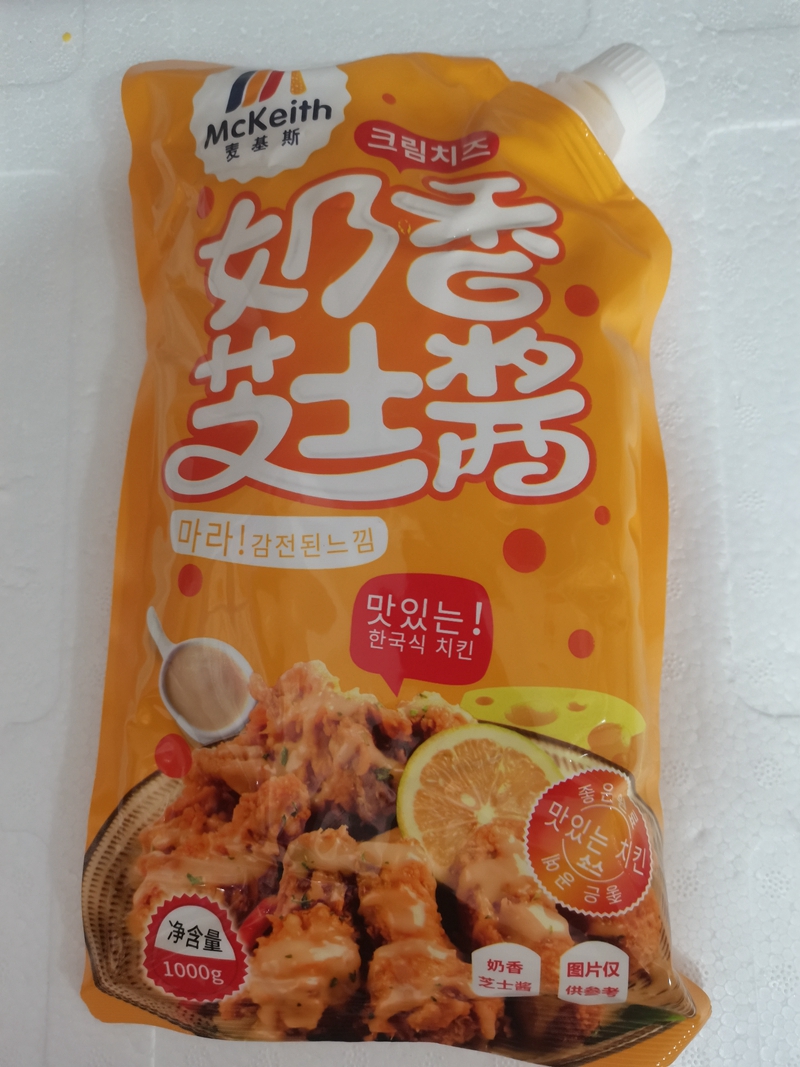 McKeith
麦基斯
크림치즈
奶香
芝士酱
마라!감전된느낌
맛있는!
한국식 치킨
맛있는 치킨
소스
净含量
1000g
奶香
芝士酱
图片仅
供参考